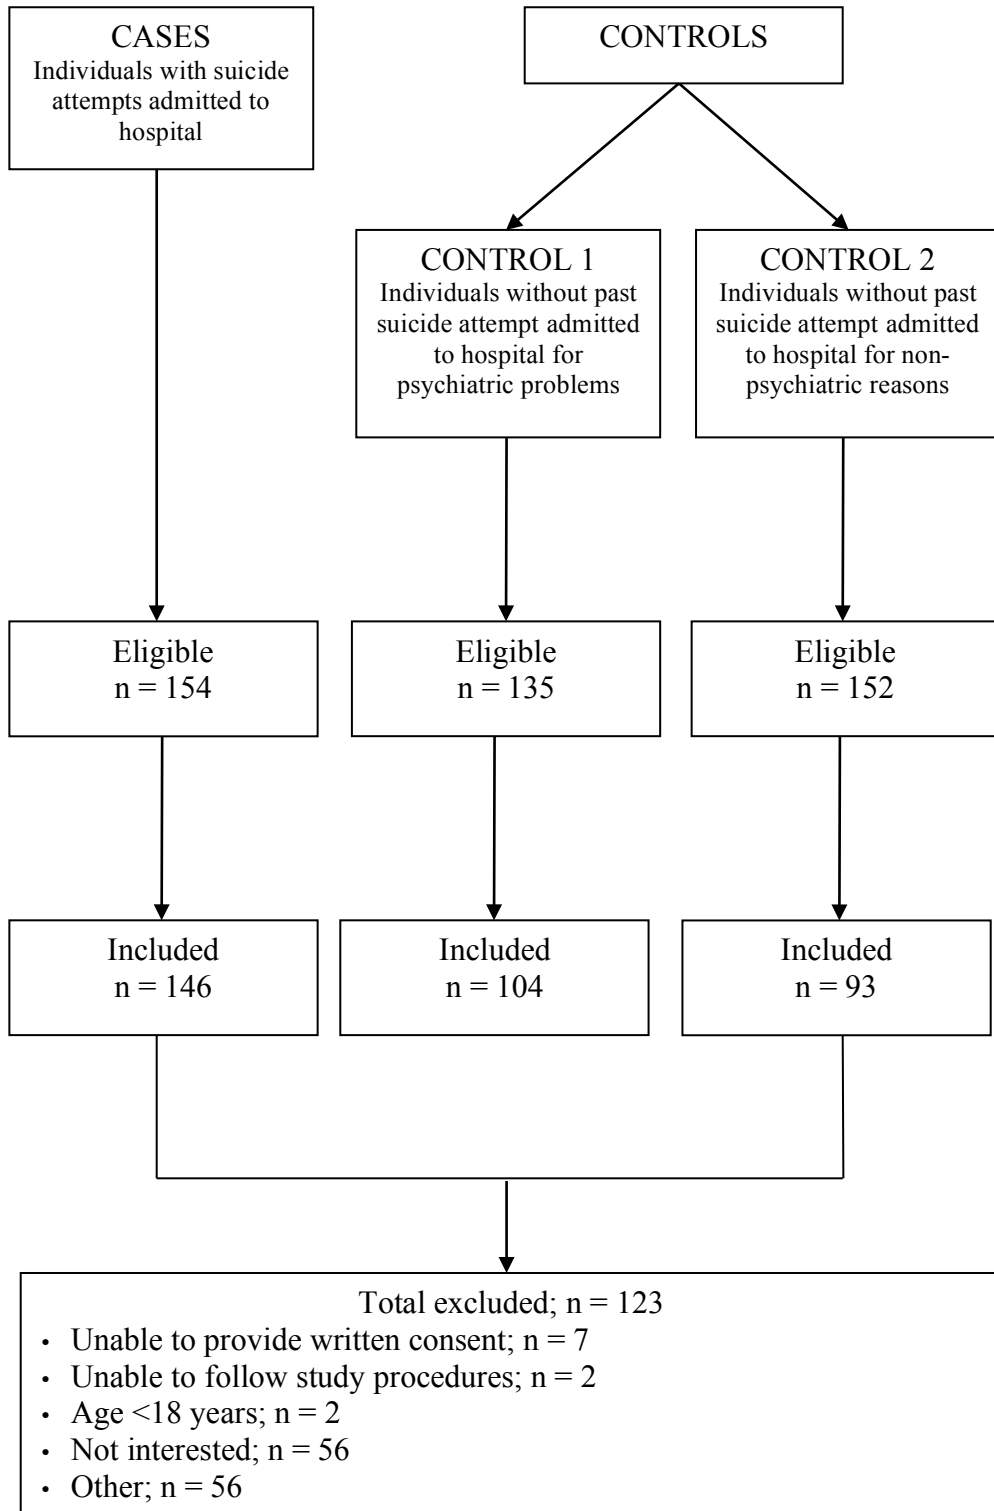 CASES
Individuals with suicide
attempts admitted to
hospital
CONTROLS
CONTROL 1
Individuals without past
suicide attempt admitted
to hospital for
psychiatric problems
CONTROL 2
Individuals without past
suicide attempt admitted
to hospital for non-
psychiatric reasons
Eligible
n = 154
Eligible
n = 135
Eligible
n = 152
Included
n = 146
Included
n = 104
Included
n = 93
Total excluded; n = 123
• Unable to provide written consent; n = 7
• Unable to follow study procedures; n = 2
• Age <18 years; n = 2
• Not interested; n = 56
• Other; n = 56